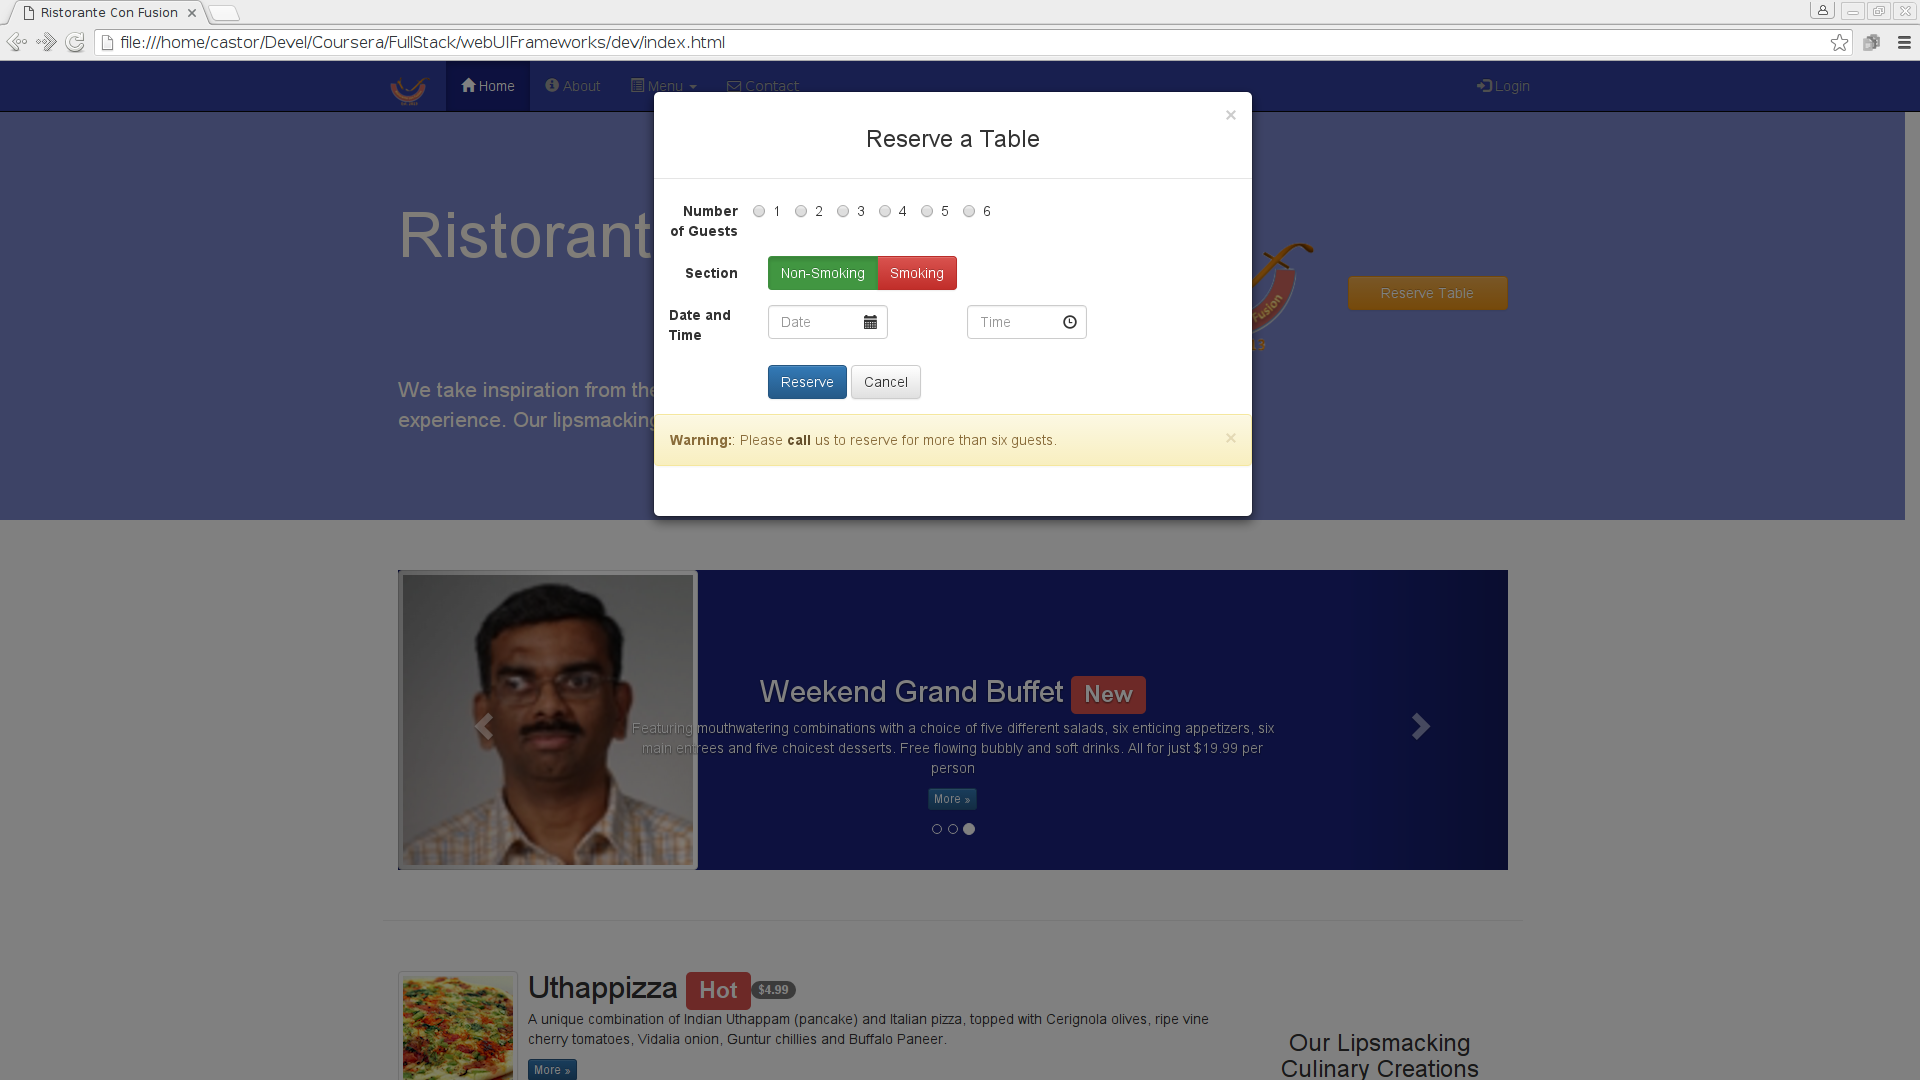 Ristorante Con Fusion
file:///home/castor/Devel/Coursera/FullStack/webUIFrameworks/dev/index.html
Home About Menu Contact Login
Reserve a Table
Ristorant
Number of Guests 1 2 3 4 5 6
Section Non-Smoking Smoking
Reserve Table
Fusion
Date and Time Date Time
Reserve Cancel
We take inspiration from the
experience. Our lipsmacking
Warning:: Please call us to reserve for more than six guests.
Weekend Grand Buffet New
Featuring mouthwatering combinations with a choice of five different salads, six enticing appetizers, six
main entrees and five choicest desserts. Free flowing bubbly and soft drinks. All for just $19.99 per
person
More »
Uthappizza Hot $4.99
A unique combination of Indian Uthappam (pancake) and Italian pizza, topped with Cerignola olives, ripe vine
cherry tomatoes, Vidalia onion, Guntur chillies and Buffalo Paneer.
More »
Our Lipsmacking
Culinary Creations